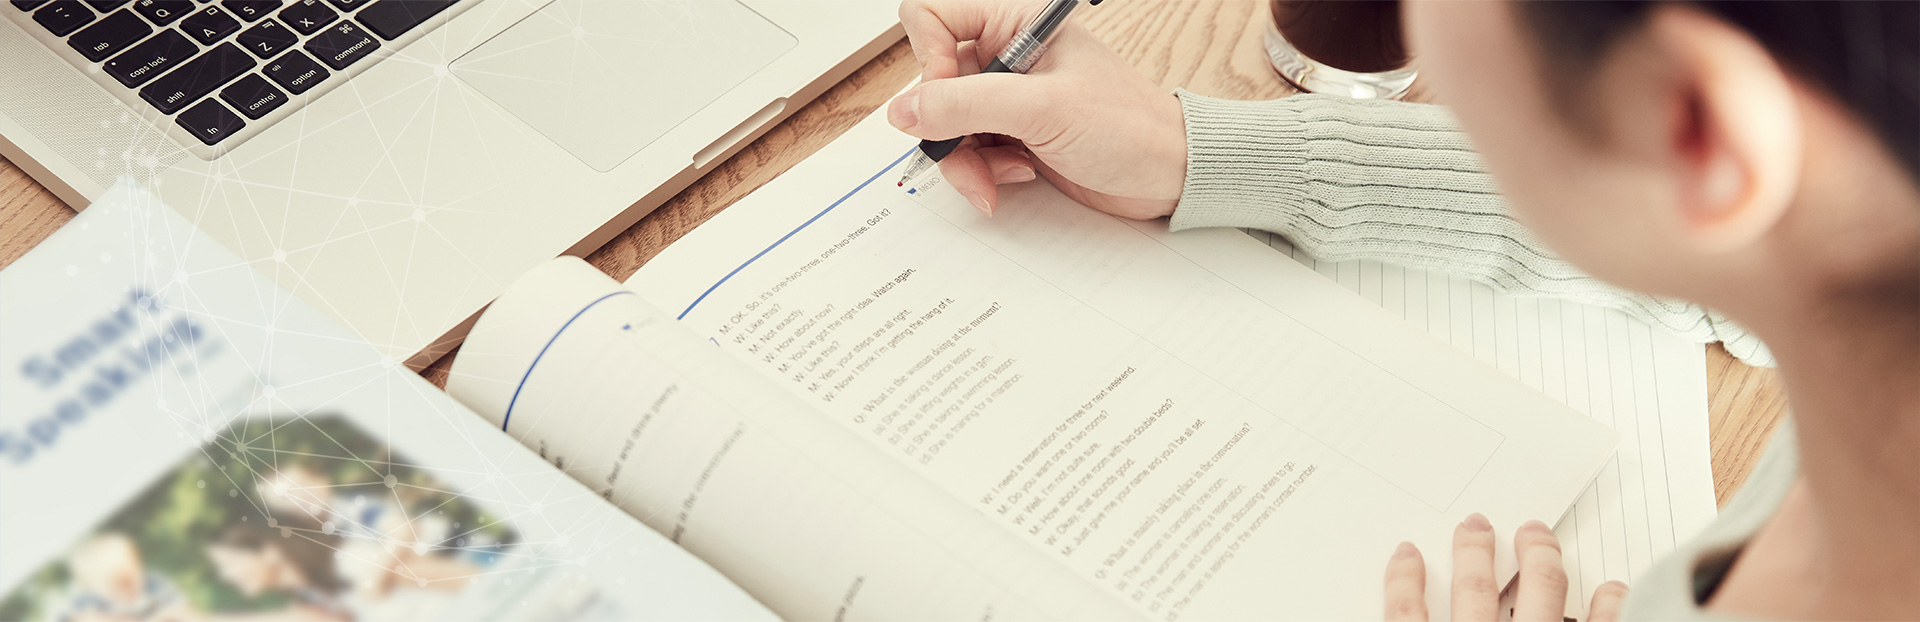 tab
caps lock
shift
fn
control
option
command
⌘
alt
Q
A
S
Z
X
Smart
Speaking
MEMO
M: OK. So, it's one-two-three, one-two-three. Got it?
W: Like this?
M: Not exactly.
W: How about now?
M: You've got the right idea. Watch again.
W: Like this?
M: Yes, your steps are all right.
W: Now I think I'm getting the hang of it.
Q: What is the woman doing at the moment?
(a) She is taking a dance lesson.
(b) She is lifting weights in a gym.
(c) She is taking a swimming lesson.
(d) She is training for a marathon.
W: I need a reservation for three for next weekend.
M: Do you want one or two rooms?
W: Well, I'm not quite sure.
M: How about one room with two double beds?
W: Okay, that sounds good.
M: Just give me your name and you'll be all set.
Q: What is mainly taking place in the conversation?
(a) The woman is canceling one room.
(b) The woman is making a reservation.
(c) The man and woman are discussing where to go.
(d) The man is asking for the woman's contact number.